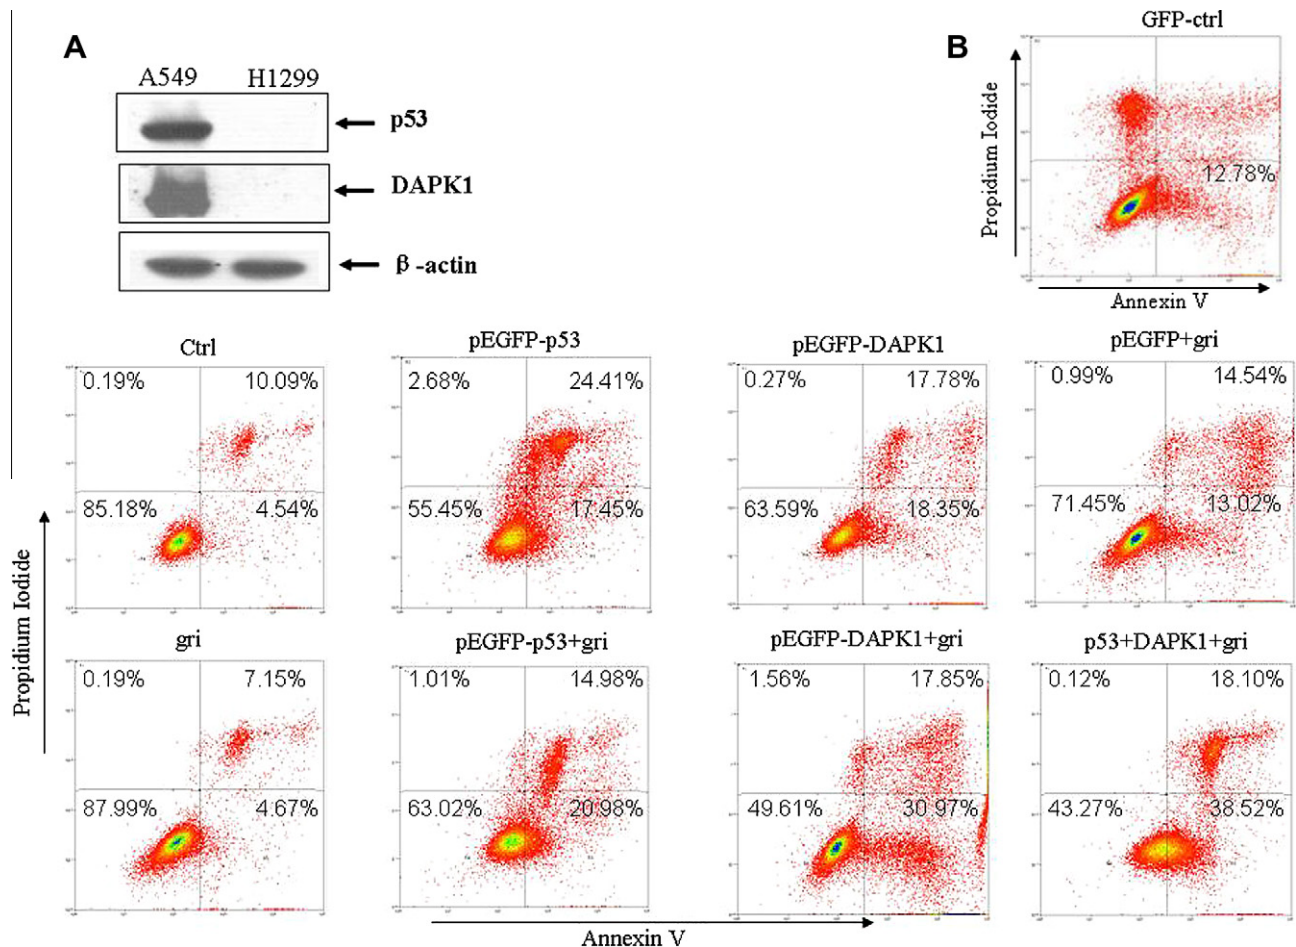 A
A549 H1299
p53
DAPK1
β-actin
B
GFP-ctrl
Propidium Iodide
12.78%
Annexin V
Ctrl
0.19% 10.09%
85.18% 4.54%
pEGFP-p53
2.68% 24.41%
55.45% 17.45%
pEGFP-DAPK1
0.27% 17.78%
63.59% 18.35%
pEGFP+gri
0.99% 14.54%
71.45% 13.02%
Propidium Iodide
gri
0.19% 7.15%
87.99% 4.67%
pEGFP-p53+gri
1.01% 14.98%
63.02% 20.98%
pEGFP-DAPK1+gri
1.56% 17.85%
49.61% 30.97%
p53+DAPK1+gri
0.12% 18.10%
43.27% 38.52%
Annexin V